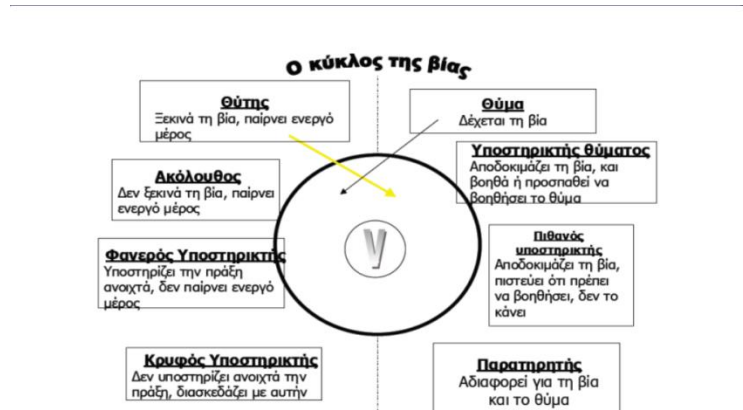 Ο κύκλος της βίας
Θύτης
Ξεκινά τη βία, παίρνει ενεργό
μέρος
Θύμα
Δέχεται τη βία
Ακόλουθος
Δεν ξεκινά τη βία, παίρνει
ενεργό μέρος
Υποστηρικτής θύματος
Αποδοκιμάζει τη βία, και
βοηθά ή προσπαθεί να
βοηθήσει το θύμα
Φανερός Υποστηρικτής
Υποστηρίζει την πράξη
ανοιχτά, δεν παίρνει ενεργό
μέρος
Πιθανός
υποστηρικτής
Αποδοκιμάζει τη βία,
πιστεύει ότι πρέπει
να βοηθήσει, δεν το
κάνει
Κρυφός Υποστηρικτής
Δεν υποστηρίζει ανοιχτά την
πράξη, διασκεδάζει με αυτήν
Παρατηρητής
Αδιαφορεί για τη βία
και το θύμα